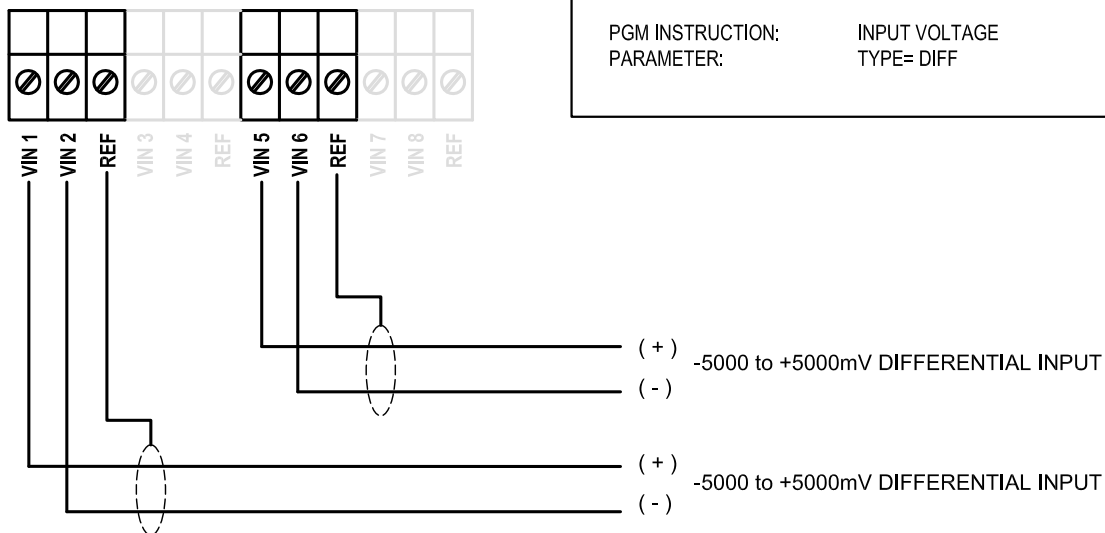 PGM INSTRUCTION: INPUT VOLTAGE
PARAMETER: TYPE= DIFF
VIN 1
VIN 2
REF
VIN 3
VIN 4
REF
VIN 5
VIN 6
REF
VIN 7
VIN 8
REF
( + )
-5000 to +5000mV DIFFERENTIAL INPUT
( - )
( + )
-5000 to +5000mV DIFFERENTIAL INPUT
( - )